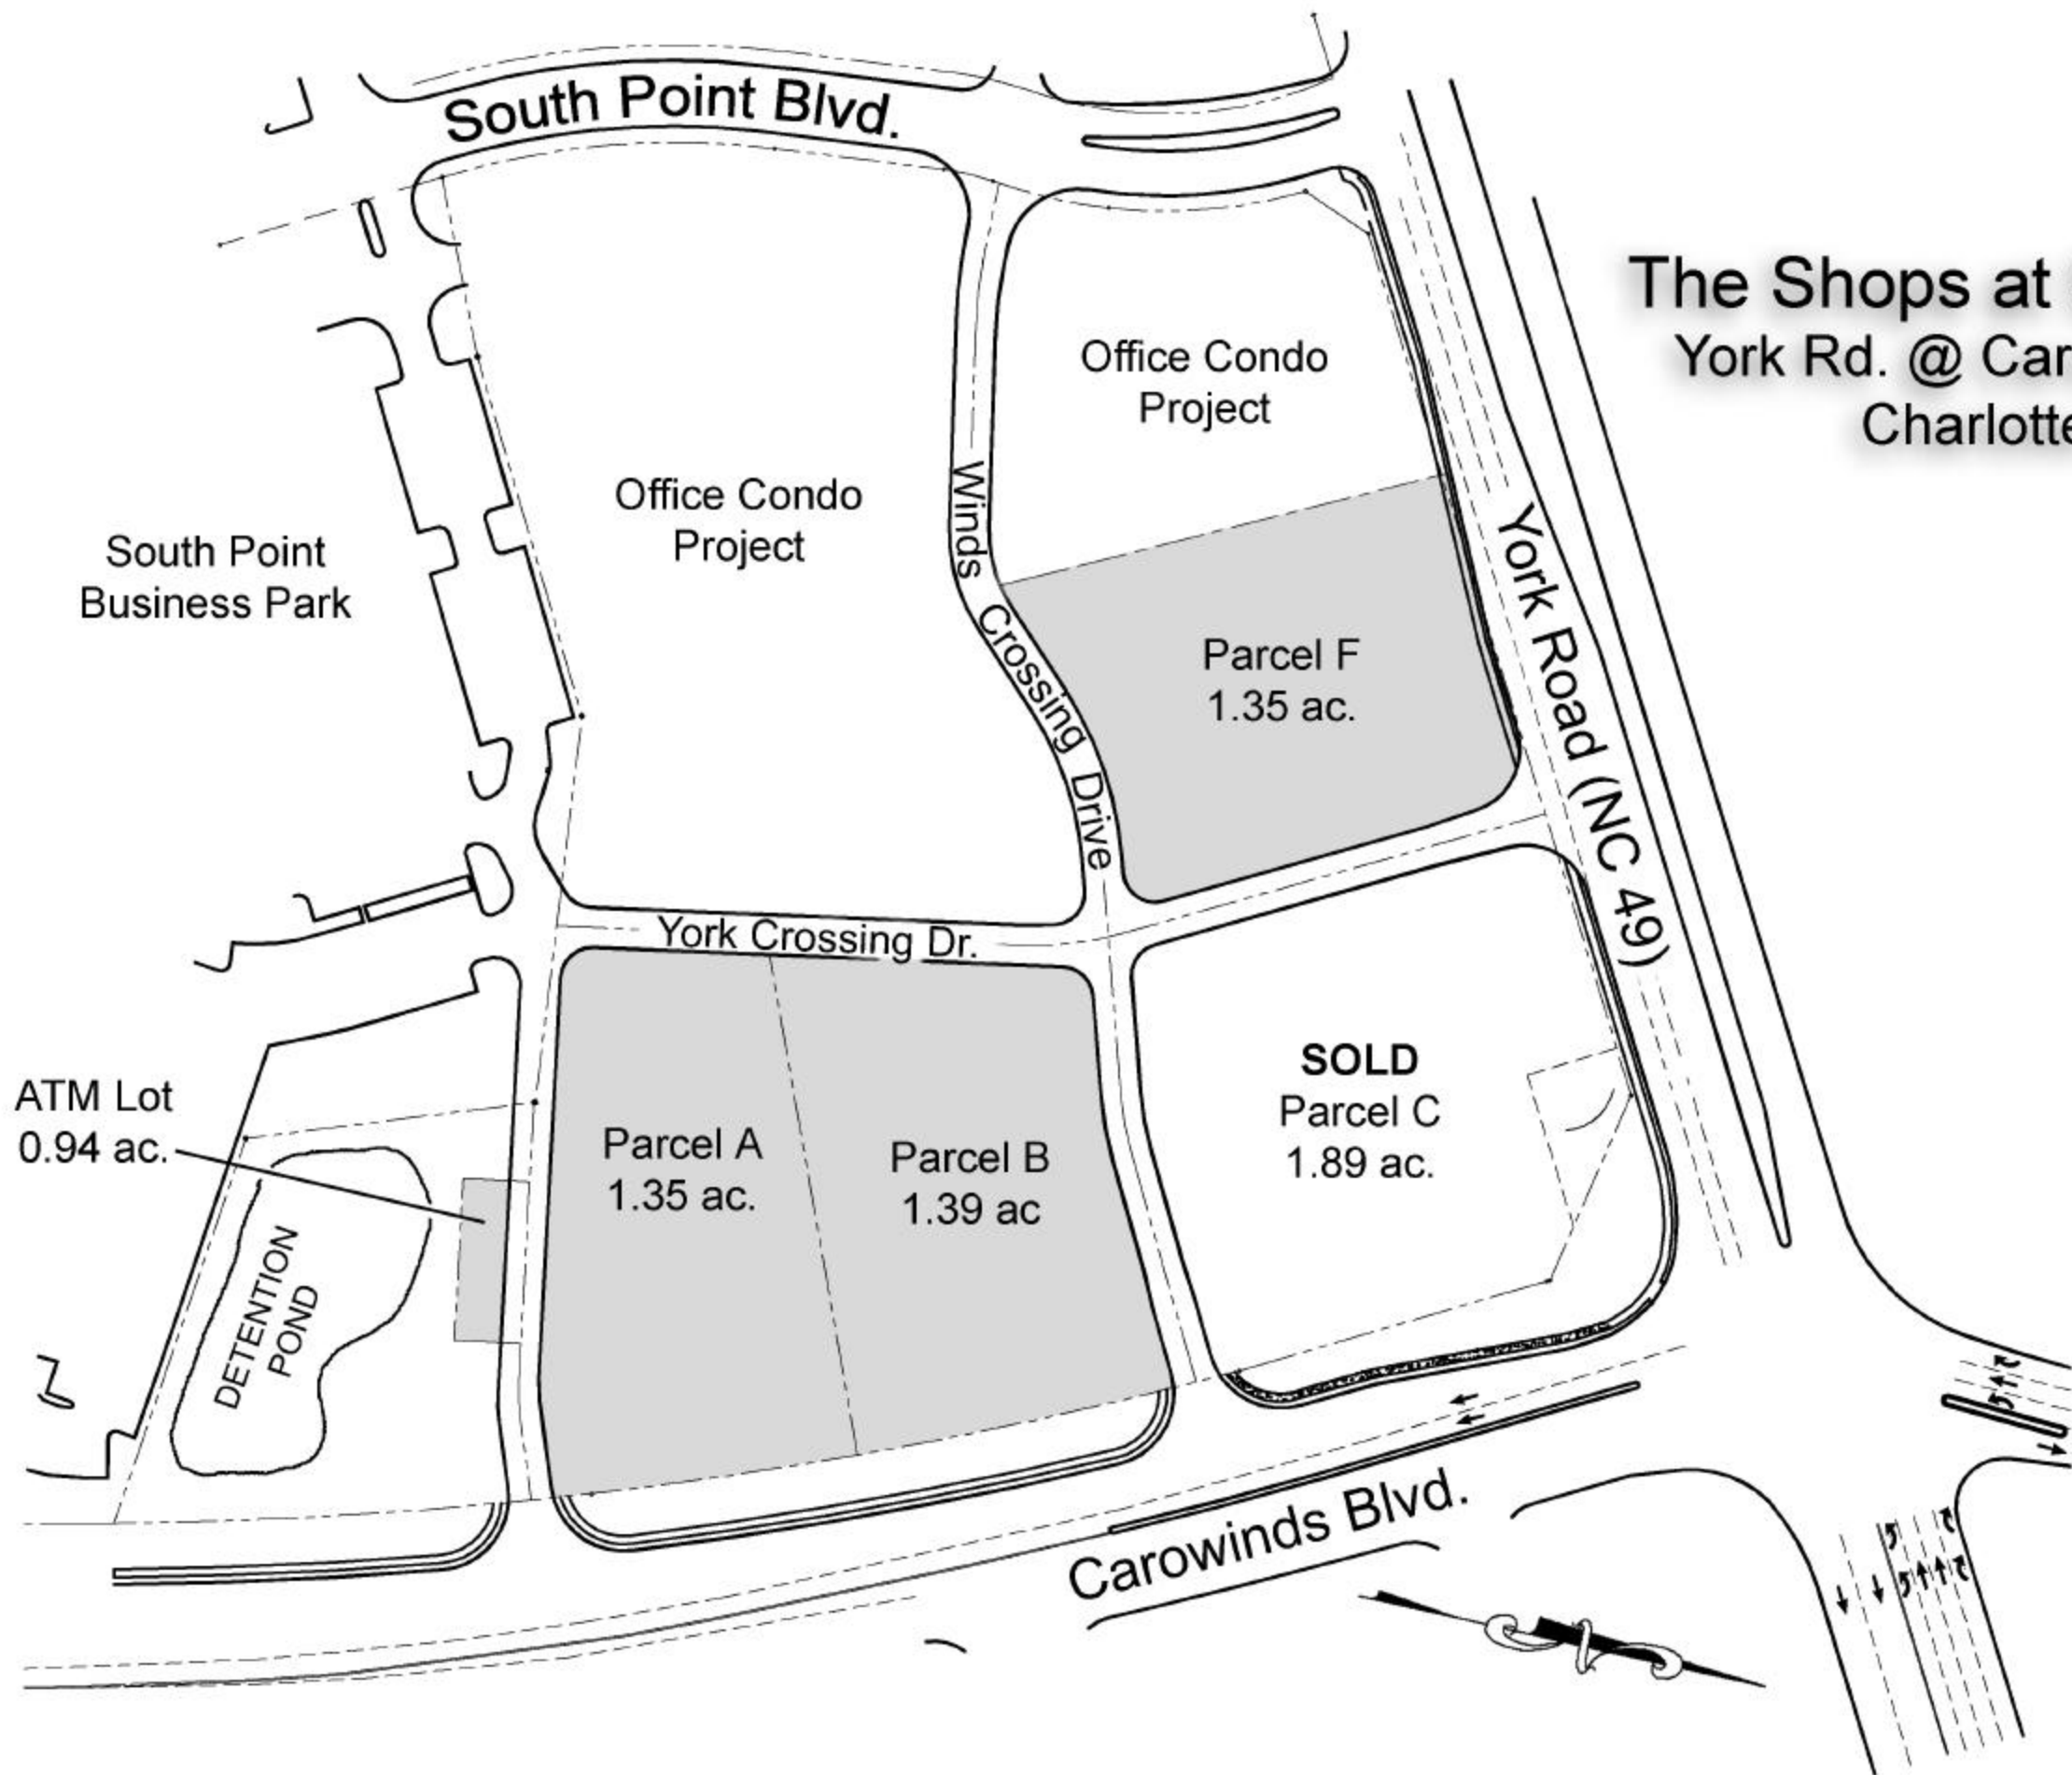 South Point Blvd.
The Shops at
York Rd. @ Car
Charlotte
Office Condo
Project
Office Condo
Project
Winds Crossing Drive
South Point
Business Park
York Road (NC 49)
Parcel F
1.35 ac.
York Crossing Dr.
SOLD
Parcel C
1.89 ac.
ATM Lot
0.94 ac.
Parcel A
1.35 ac.
Parcel B
1.39 ac
DETENTION
POND
Carowinds Blvd.